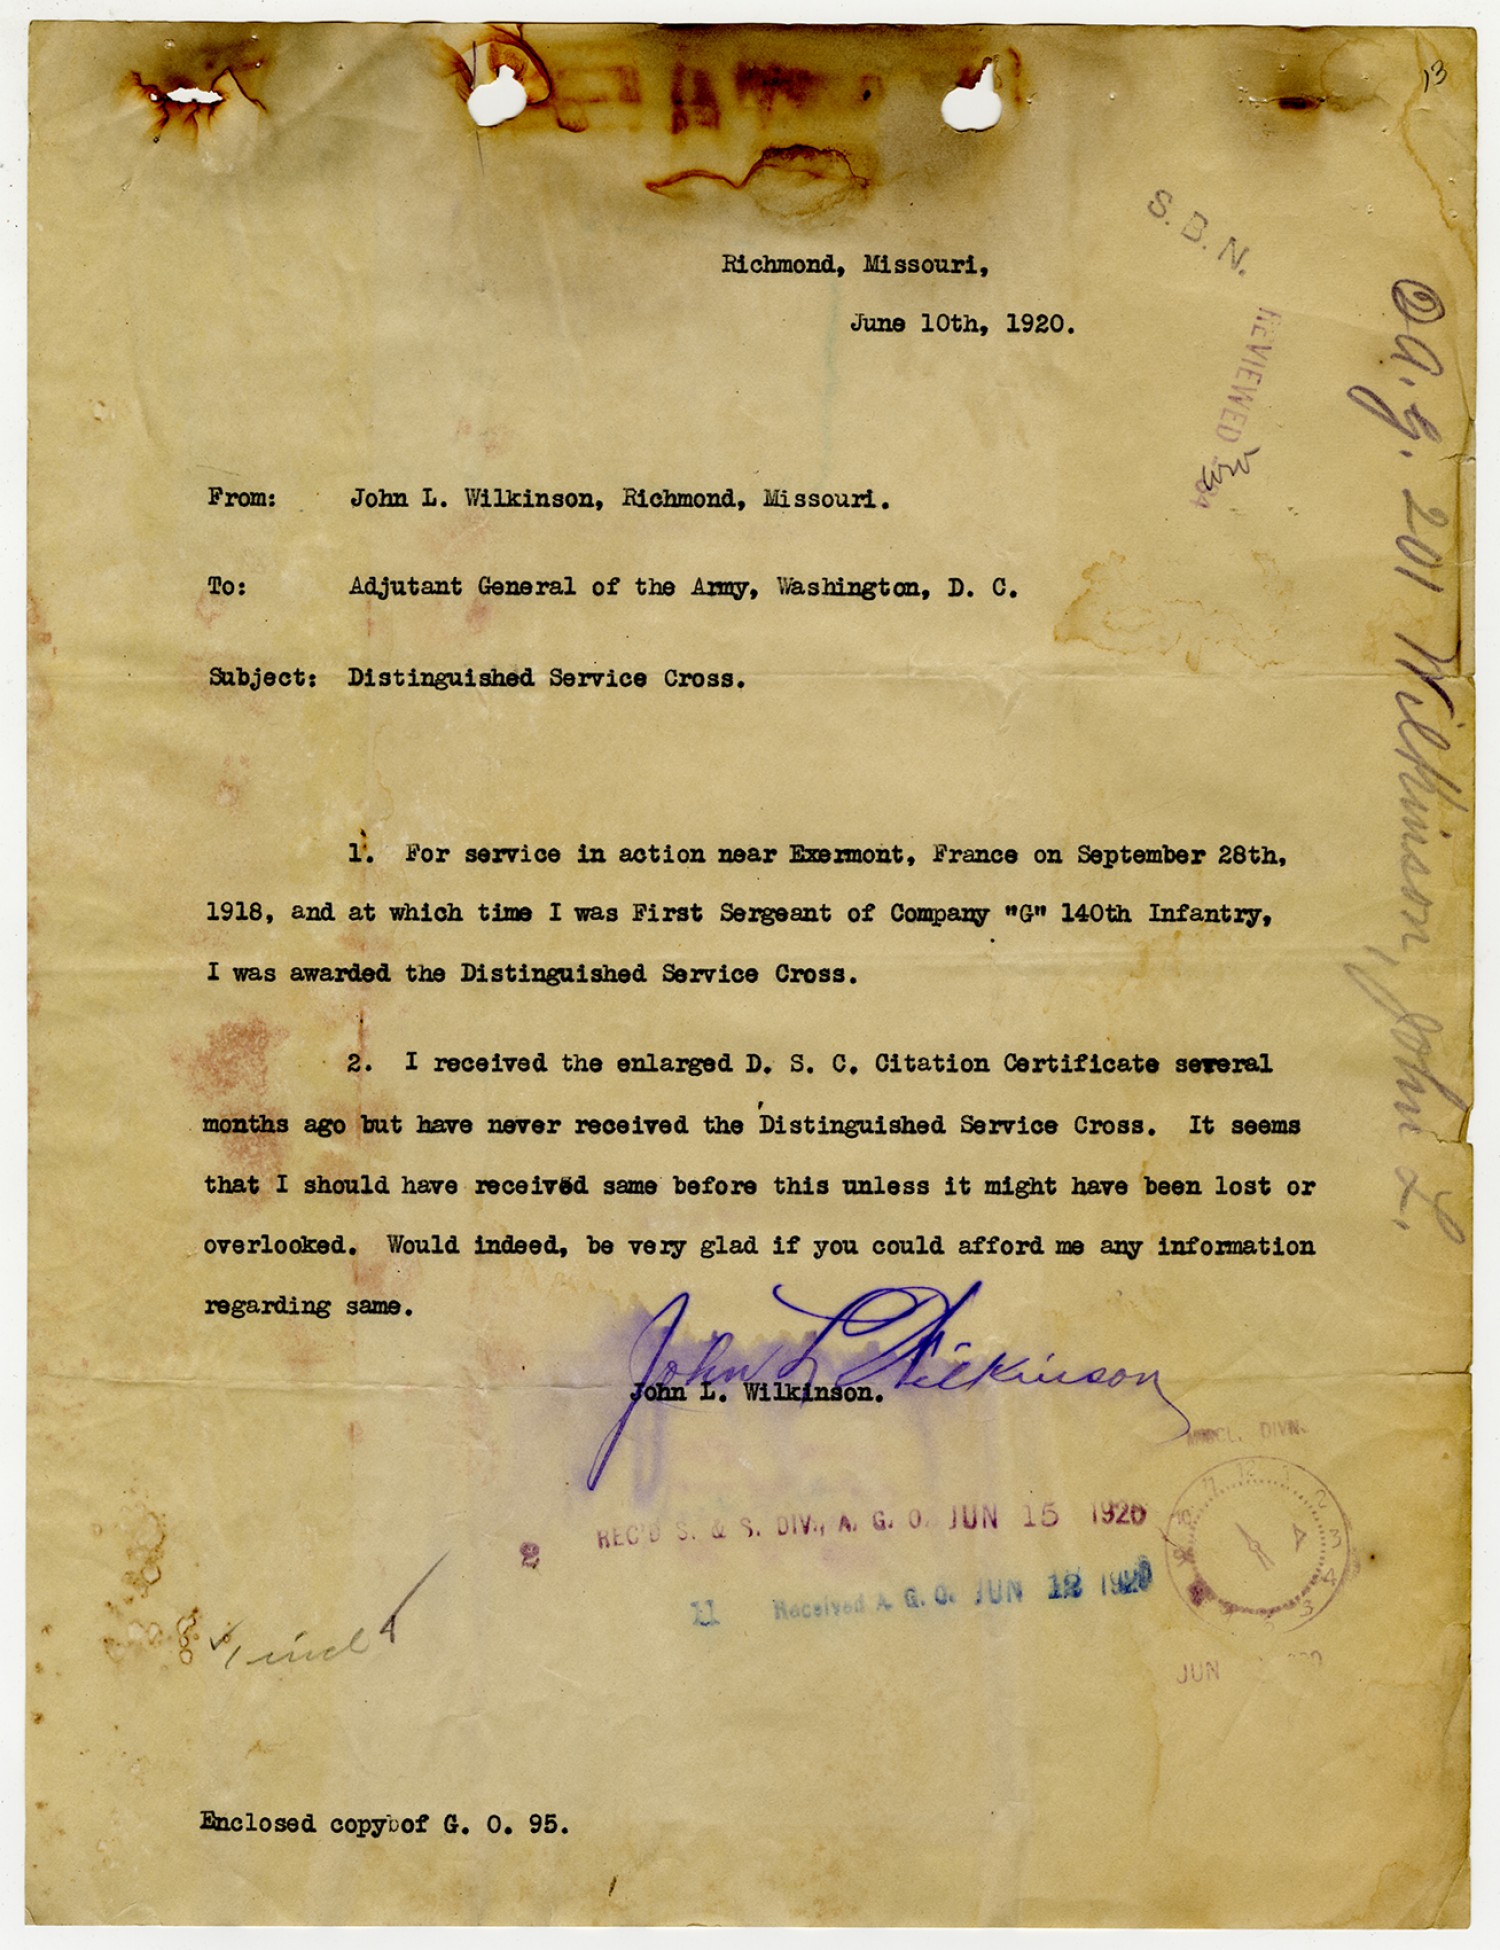 13
S. B. N.
REVIEWED
Richmond, Missouri,
June 10th, 1920.
201 Wilkinson, John L.
From: John L. Wilkinson, Richmond, Missouri.
To: Adjutant General of the Army, Washington, D. C.
Subject: Distinguished Service Cross.
1. For service in action near Exermont, France on September 28th,
1918, and at which time I was First Sergeant of Company "G" 140th Infantry,
I was awarded the Distinguished Service Cross.
2. I received the enlarged D. S. C. Citation Certificate several
months ago but have never received the Distinguished Service Cross. It seems
that I should have received same before this unless it might have been lost or
overlooked. Would indeed, be very glad if you could afford me any information
regarding same.
John L Wilkinson
John L. Wilkinson.
DIVN.
2 REC'D S. & S. DIV., A. G. O. JUN 15 1920
11 Received A. G. O. JUN 12 1920
1 incl
JUN
Enclosed copybof G. O. 95.